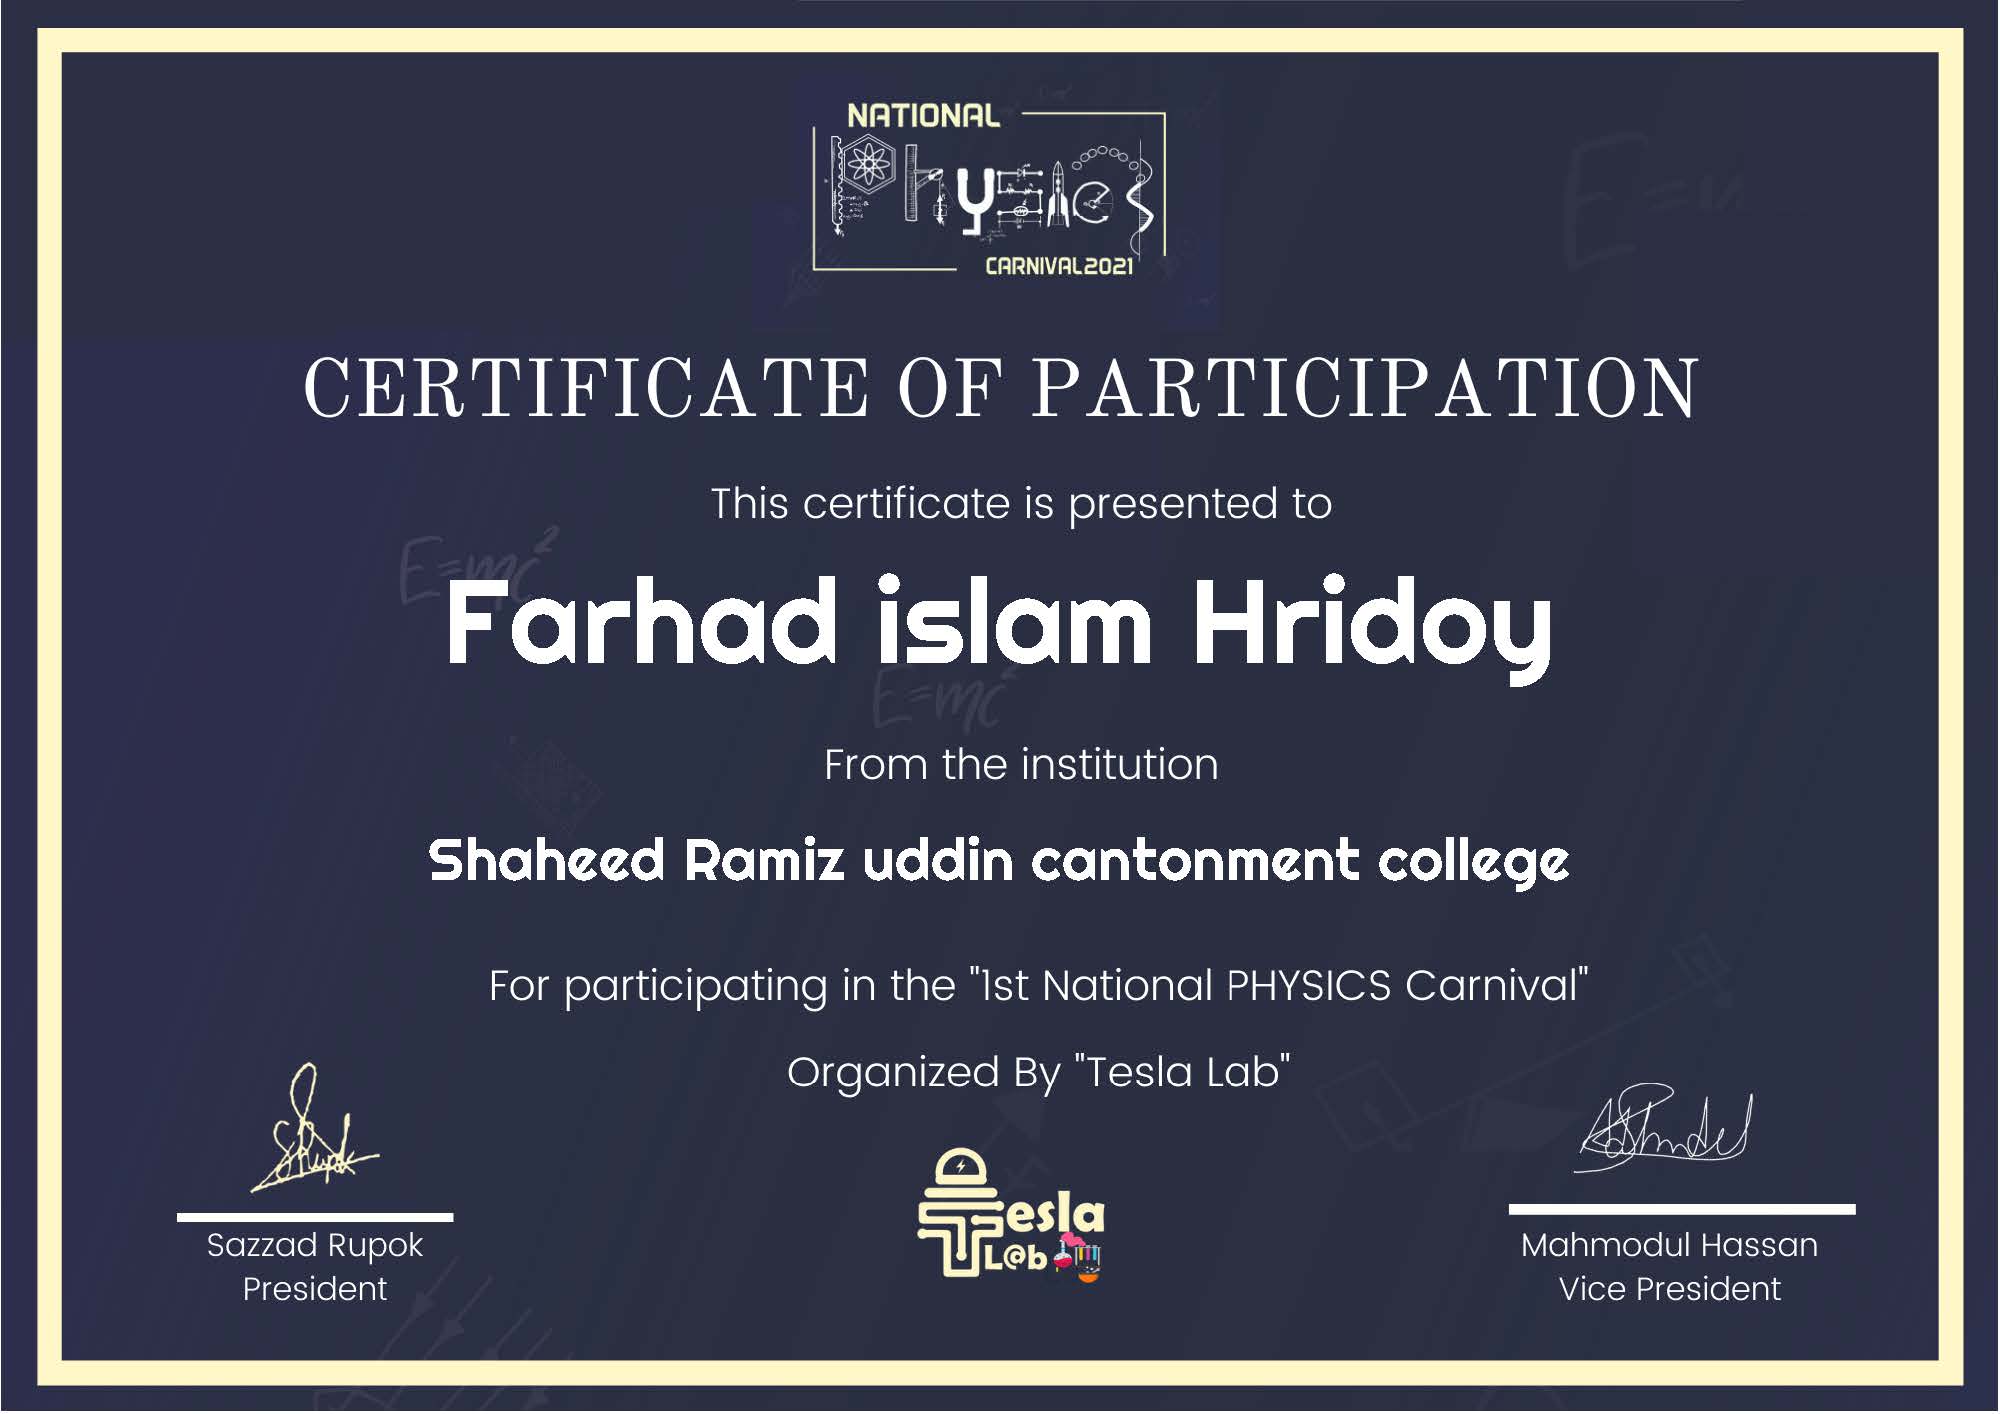 NATIONAL
Physics
CARNIVAL2021
CERTIFICATE OF PARTICIPATION
This certificate is presented to
E=mc²
Farhad islam Hridoy
E=mc²
From the institution
Shaheed Ramiz uddin cantonment college
For participating in the "1st National PHYSICS Carnival"
Organized By "Tesla Lab"
Tesla
L@b
Sazzad Rupok
President
Mahmodul Hassan
Vice President